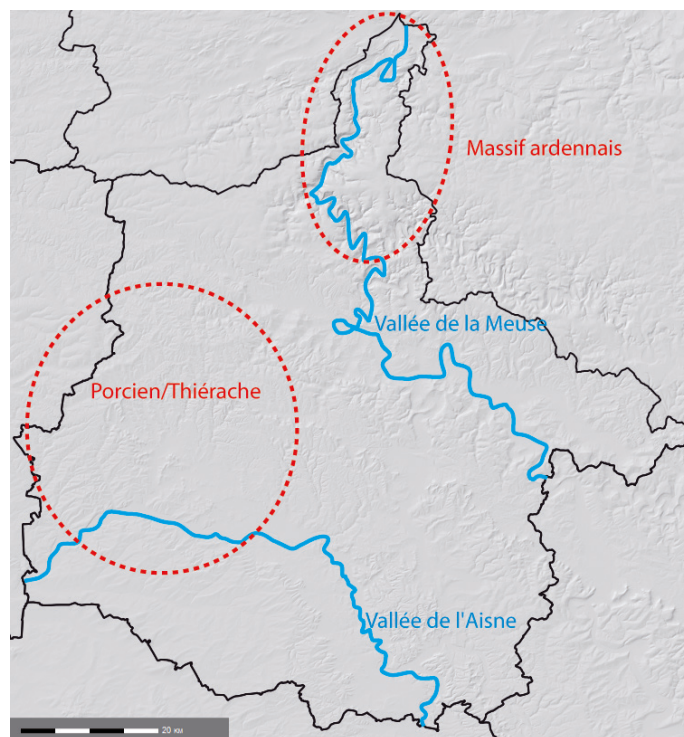 Massif ardennais
Vallée de la Meuse
Porcien/Thiérache
Vallée de l'Aisne
20 KM